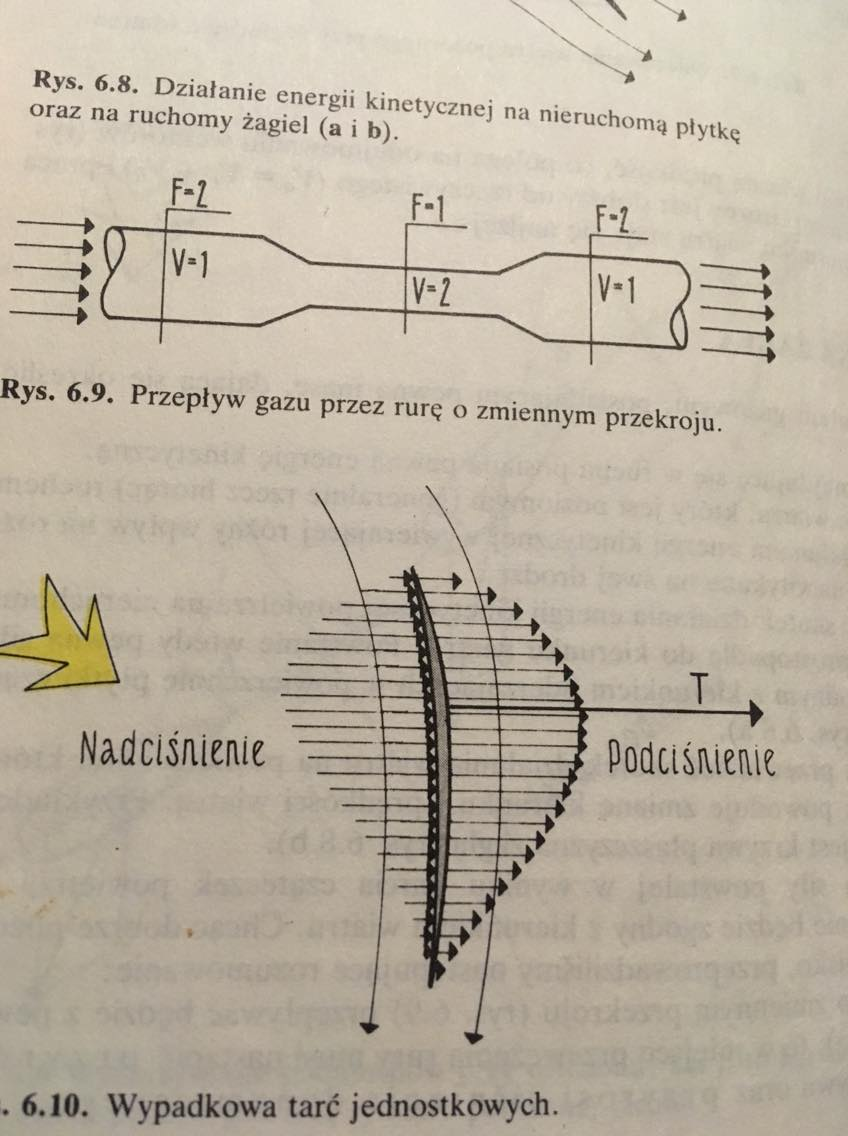 Rys. 6.8. Działanie energii kinetycznej na nieruchomą płytkę
oraz na ruchomy żagiel (a i b).
F=2
F=1
F=2
V=1
V=2
V=1
Rys. 6.9. Przepływ gazu przez rurę o zmiennym przekroju.
T
Nadciśnienie
Podciśnienie
. 6.10. Wypadkowa tarć jednostkowych.